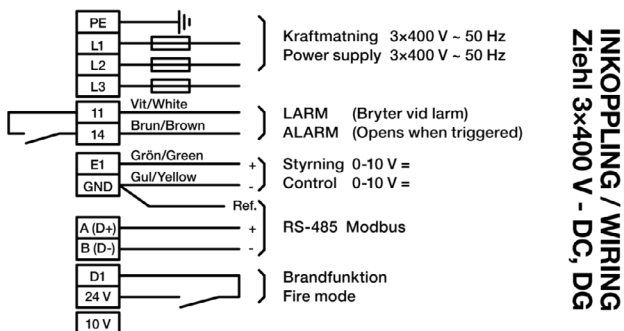 PE
L1
L2
L3
Kraftmatning 3×400 V ~ 50 Hz
Power supply 3×400 V ~ 50 Hz
11 Vit/White
14 Brun/Brown
LARM (Bryter vid larm)
ALARM (Opens when triggered)
E1 Grön/Green +
GND Gul/Yellow -
Styrning 0-10 V =
Control 0-10 V =
Ref.
A (D+) +
B (D-) -
RS-485 Modbus
D1
24 V
Brandfunktion
Fire mode
10 V
INKOPPLING / WIRING
Ziehl 3×400 V - DC, DG